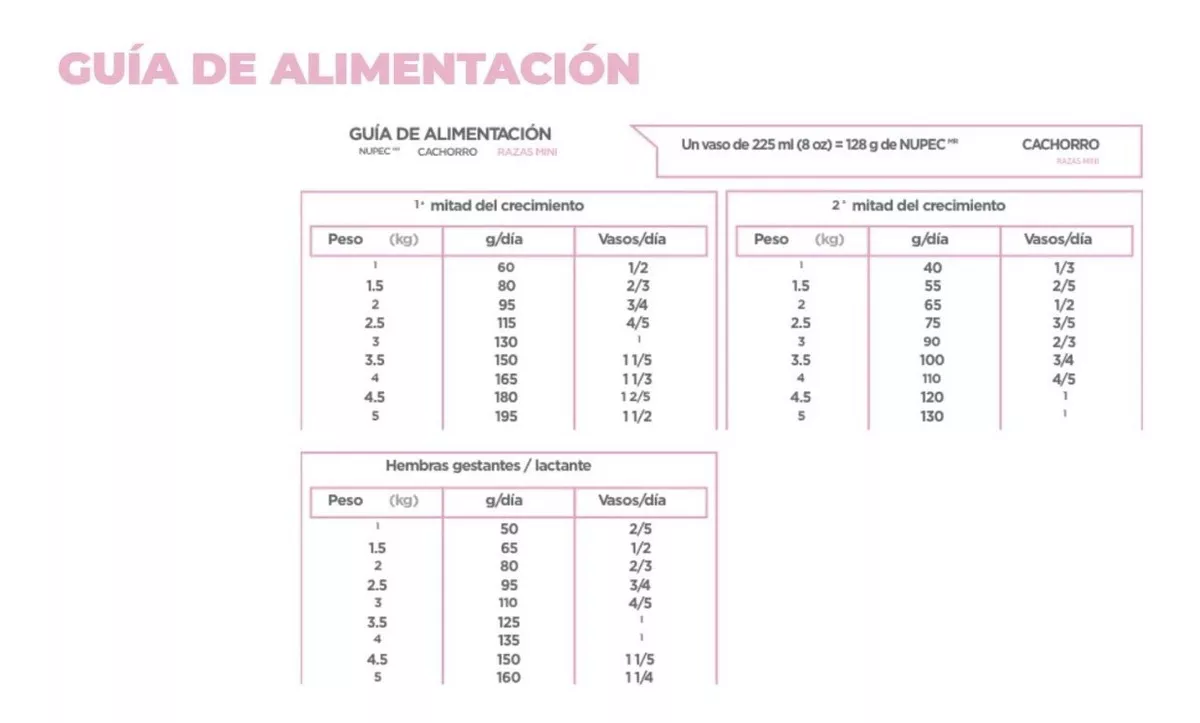 GUÍA DE ALIMENTACIÓN
GUÍA DE ALIMENTACIÓN
NUPEC MR CACHORRO RAZAS MINI
Un vaso de 225 ml (8 oz) = 128 g de NUPEC MR CACHORRO
RAZAS MINI
1ª mitad del crecimiento
Peso (kg) g/día Vasos/día
1 60 1/2
1.5 80 2/3
2 95 3/4
2.5 115 4/5
3 130 1
3.5 150 1 1/5
4 165 1 1/3
4.5 180 1 2/5
5 195 1 1/2
2ª mitad del crecimiento
Peso (kg) g/día Vasos/día
1 40 1/3
1.5 55 2/5
2 65 1/2
2.5 75 3/5
3 90 2/3
3.5 100 3/4
4 110 4/5
4.5 120 1
5 130 1
Hembras gestantes / lactante
Peso (kg) g/día Vasos/día
1 50 2/5
1.5 65 1/2
2 80 2/3
2.5 95 3/4
3 110 4/5
3.5 125 1
4 135 1
4.5 150 1 1/5
5 160 1 1/4